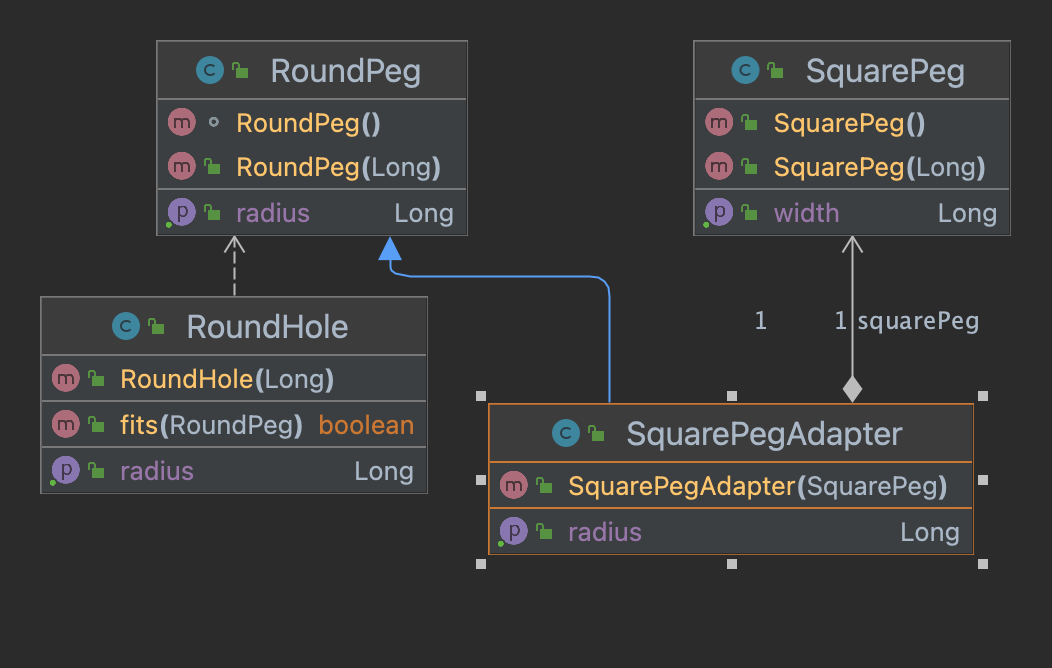 RoundPeg
RoundPeg()
RoundPeg(Long)
radius Long
SquarePeg
SquarePeg()
SquarePeg(Long)
width Long
RoundHole
RoundHole(Long)
fits(RoundPeg) boolean
radius Long
1 1 squarePeg
SquarePegAdapter
SquarePegAdapter(SquarePeg)
radius Long